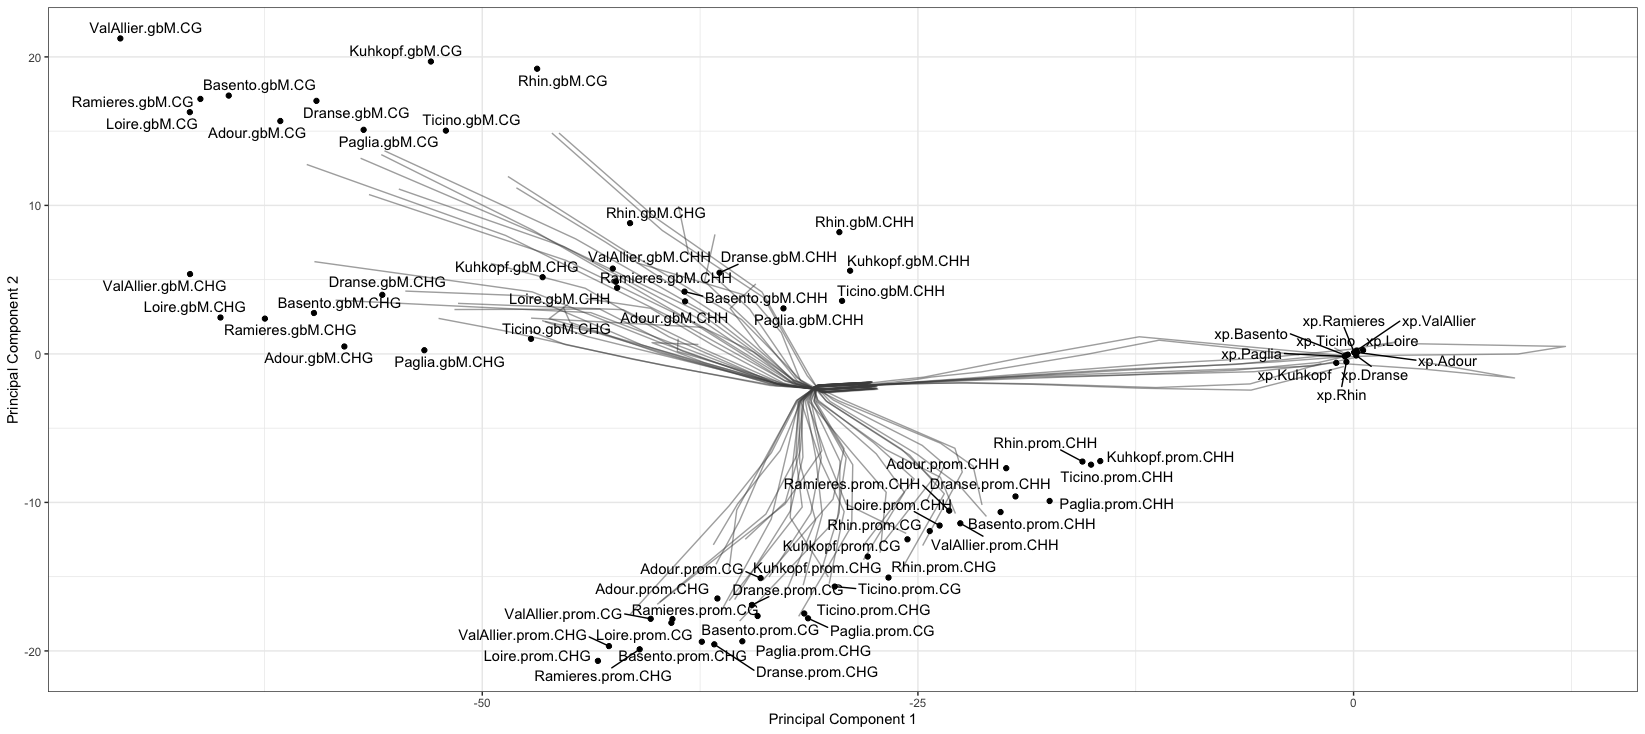 ValAllier.gbM.CG
Kuhkopf.gbM.CG
Rhin.gbM.CG
Basento.gbM.CG
Ramieres.gbM.CG
Dranse.gbM.CG
Loire.gbM.CG
Adour.gbM.CG
Ticino.gbM.CG
Paglia.gbM.CG
Rhin.gbM.CHG
Rhin.gbM.CHH
ValAllier.gbM.CHH
Dranse.gbM.CHH
Kuhkopf.gbM.CHG
Kuhkopf.gbM.CHH
Ramieres.gbM.CHH
ValAllier.gbM.CHG
Dranse.gbM.CHG
Ticino.gbM.CHH
Loire.gbM.CHG
Basento.gbM.CHG
Loire.gbM.CHH
Basento.gbM.CHH
Adour.gbM.CHH
Paglia.gbM.CHH
Ramieres.gbM.CHG
Ticino.gbM.CHG
Adour.gbM.CHG
Paglia.gbM.CHG
xp.Ramieres
xp.ValAllier
xp.Basento
xp.Ticino
xp.Loire
xp.Paglia
xp.Adour
xp.Kuhkopf
xp.Dranse
xp.Rhin
Rhin.prom.CHH
Kuhkopf.prom.CHH
Adour.prom.CHH
Ticino.prom.CHH
Ramieres.prom.CHH
Dranse.prom.CHH
Loire.prom.CHH
Paglia.prom.CHH
Rhin.prom.CG
Basento.prom.CHH
Kuhkopf.prom.CG
ValAllier.prom.CHH
Adour.prom.CG
Kuhkopf.prom.CHG
Rhin.prom.CHG
Adour.prom.CHG
Dranse.prom.CG
Ticino.prom.CG
ValAllier.prom.CG
Ramieres.prom.CG
Ticino.prom.CHG
ValAllier.prom.CHG
Loire.prom.CG
Basento.prom.CG
Paglia.prom.CG
Loire.prom.CHG
Basento.prom.CHG
Paglia.prom.CHG
Ramieres.prom.CHG
Dranse.prom.CHG
20
10
0
-10
-20
Principal Component 2
-50
-25
0
Principal Component 1